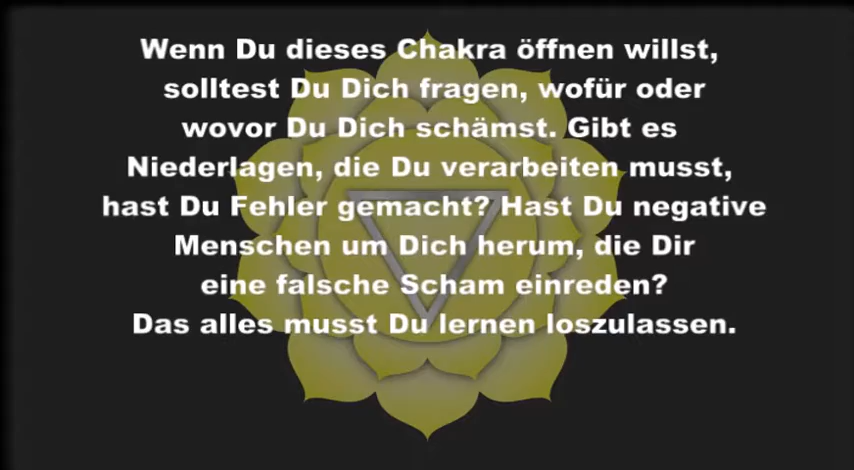 Wenn Du dieses Chakra öffnen willst,
solltest Du Dich fragen, wofür oder
wovor Du Dich schämst. Gibt es
Niederlagen, die Du verarbeiten musst,
hast Du Fehler gemacht? Hast Du negative
Menschen um Dich herum, die Dir
eine falsche Scham einreden?
Das alles musst Du lernen loszulassen.